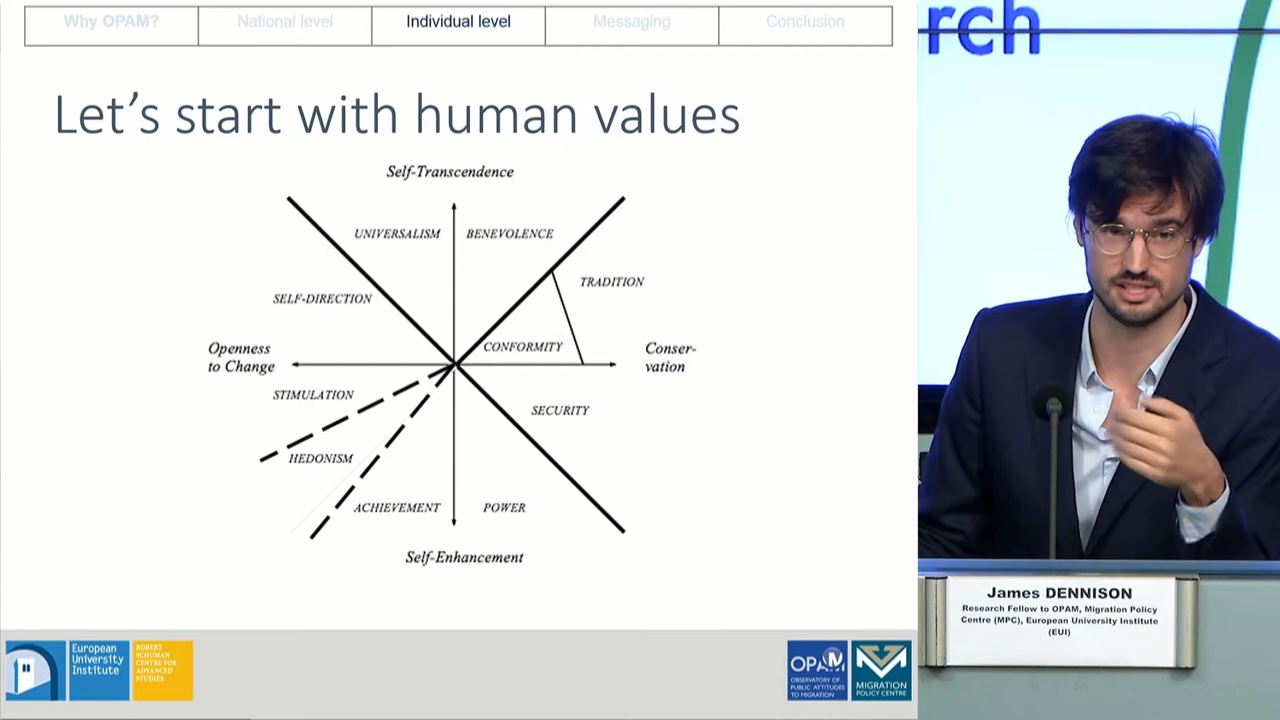 Why OPAM?
National level
Individual level
Messaging
Conclusion
Let's start with human values
Self-Transcendence
UNIVERSALISM
BENEVOLENCE
TRADITION
SELF-DIRECTION
CONFORMITY
Openness
to Change
Conser-
vation
STIMULATION
SECURITY
HEDONISM
ACHIEVEMENT
POWER
Self-Enhancement
European
University
Institute
ROBERT
SCHUMAN
CENTRE FOR
ADVANCED
STUDIES
OPAM
OBSERVATORY OF
PUBLIC ATTITUDES
TO MIGRATION
MIGRATION
POLICY CENTRE
rch
James DENNISON
Research Fellow to OPAM, Migration Policy
Centre (MPC), European University Institute
(EUI)